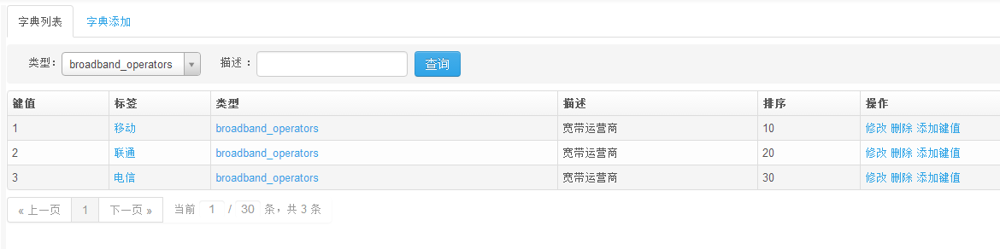 字典列表 字典添加
类型： broadband_operators 描述 ： 查询
键值 标签 类型 描述 排序 操作
1 移动 broadband_operators 宽带运营商 10 修改 删除 添加键值
2 联通 broadband_operators 宽带运营商 20 修改 删除 添加键值
3 电信 broadband_operators 宽带运营商 30 修改 删除 添加键值
« 上一页 1 下一页 » 当前 1 / 30 条，共 3 条